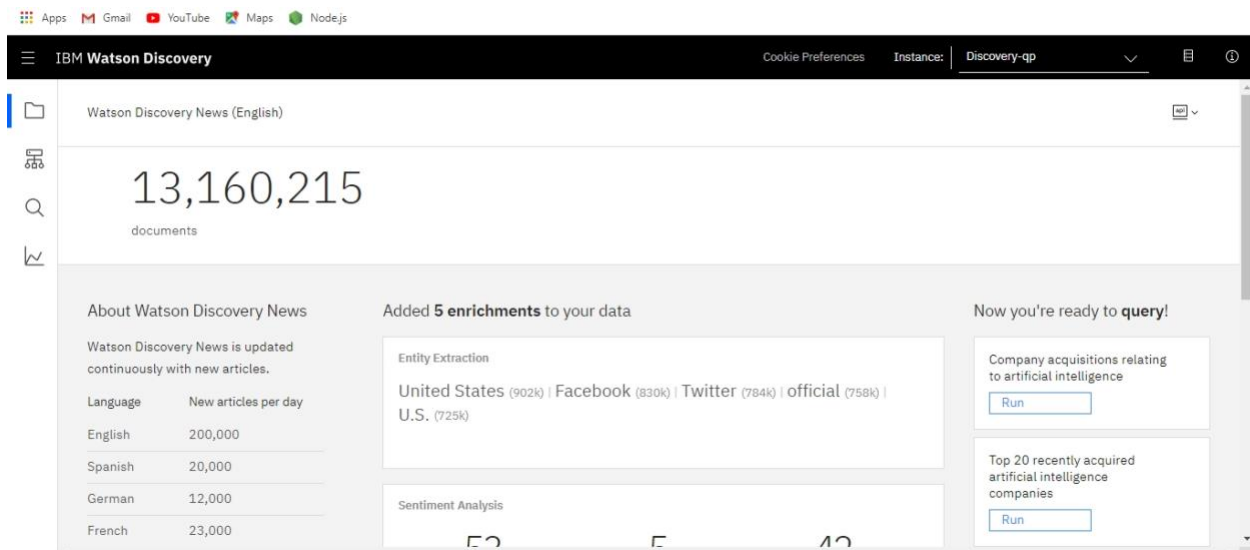 Apps Gmail YouTube Maps Node.js
IBM Watson Discovery Cookie Preferences Instance: Discovery-qp
Watson Discovery News (English)
api
13,160,215
documents
About Watson Discovery News
Watson Discovery News is updated
continuously with new articles.
Language New articles per day
English 200,000
Spanish 20,000
German 12,000
French 23,000
Added 5 enrichments to your data
Entity Extraction
United States (902k) | Facebook (830k) | Twitter (784k) | official (758k) |
U.S. (725k)
Sentiment Analysis
Now you're ready to query!
Company acquisitions relating
to artificial intelligence
Run
Top 20 recently acquired
artificial intelligence
companies
Run